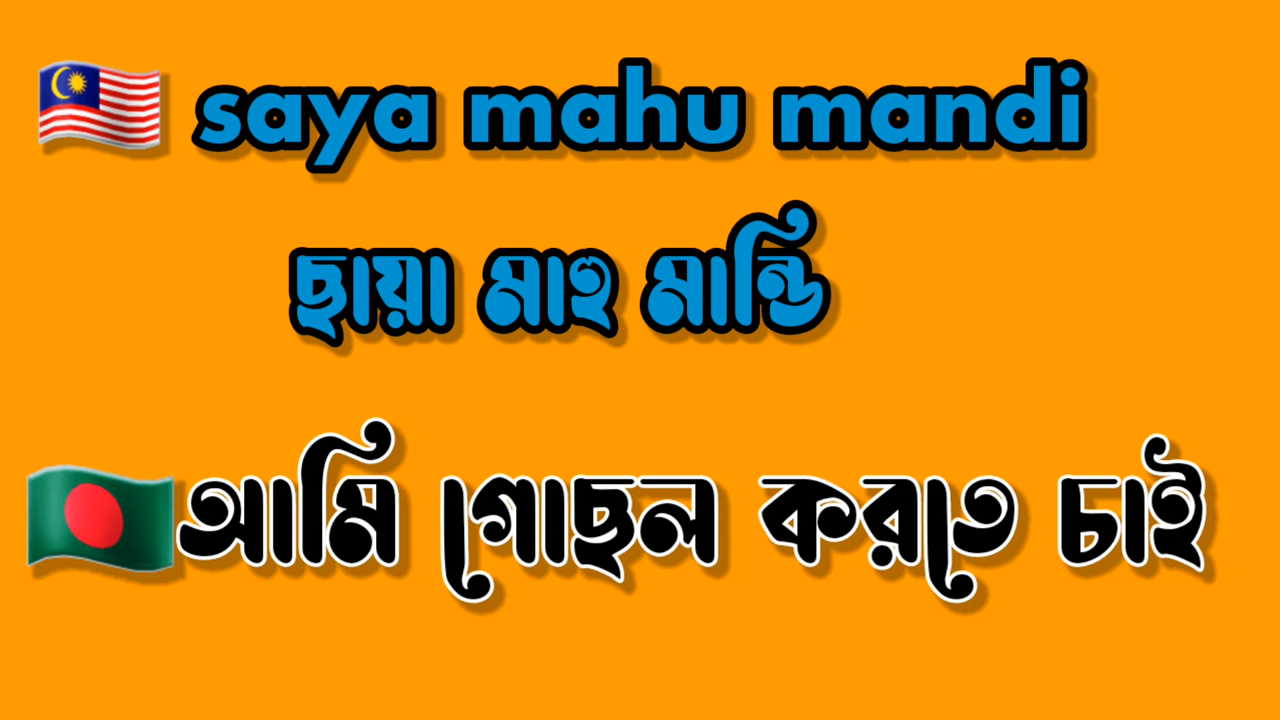 saya mahu mandi
ছায়া মাহু মান্ডি
আমি গোছল করতে চাই